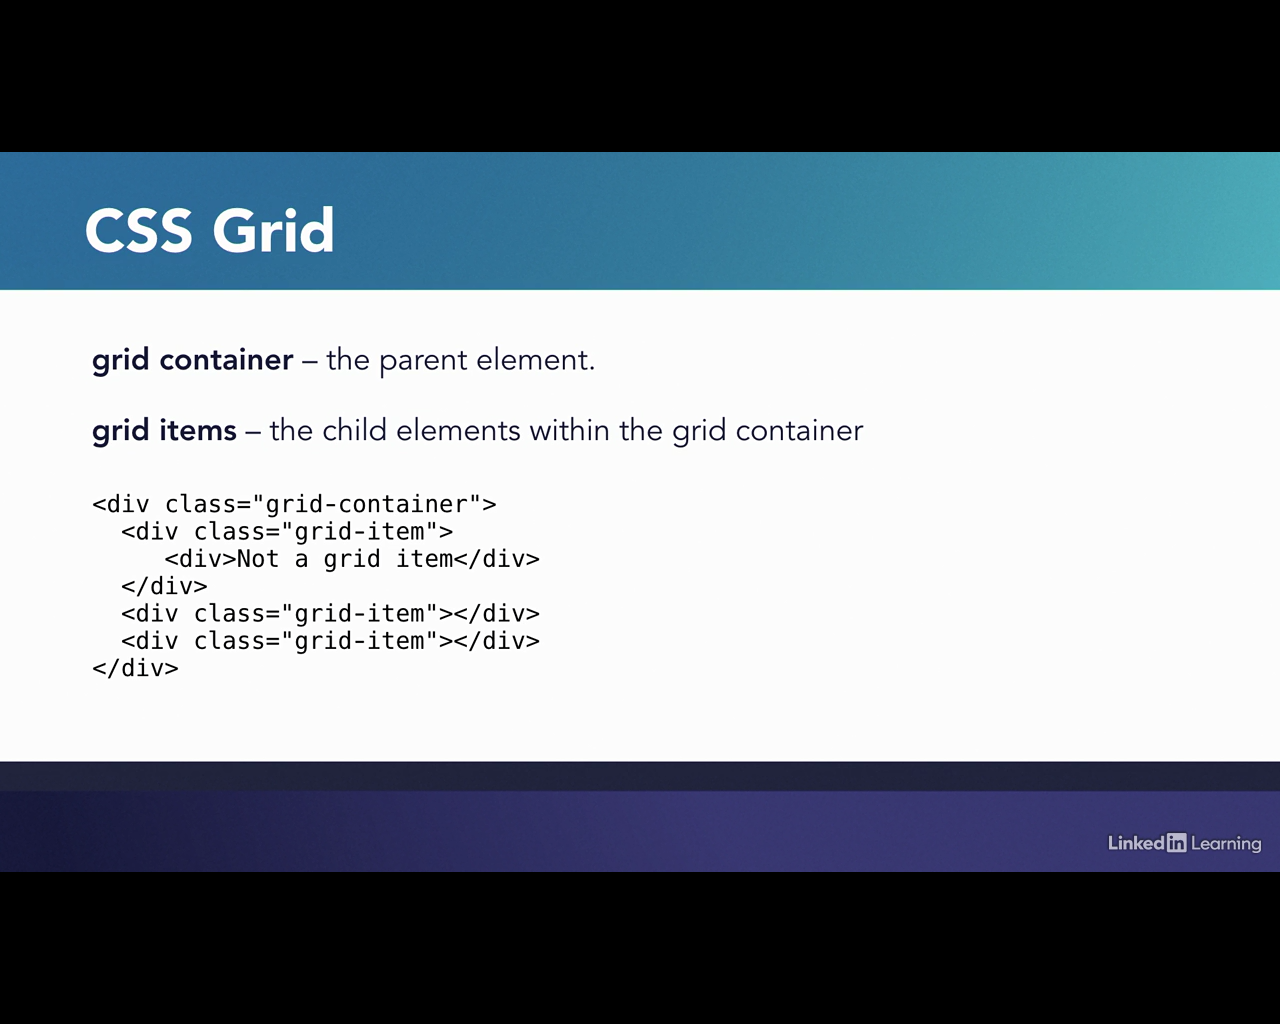 CSS Grid
grid container – the parent element.
grid items – the child elements within the grid container
<div class="grid-container">
  <div class="grid-item">
     <div>Not a grid item</div>
  </div>
  <div class="grid-item"></div>
  <div class="grid-item"></div>
</div>
Linked in Learning